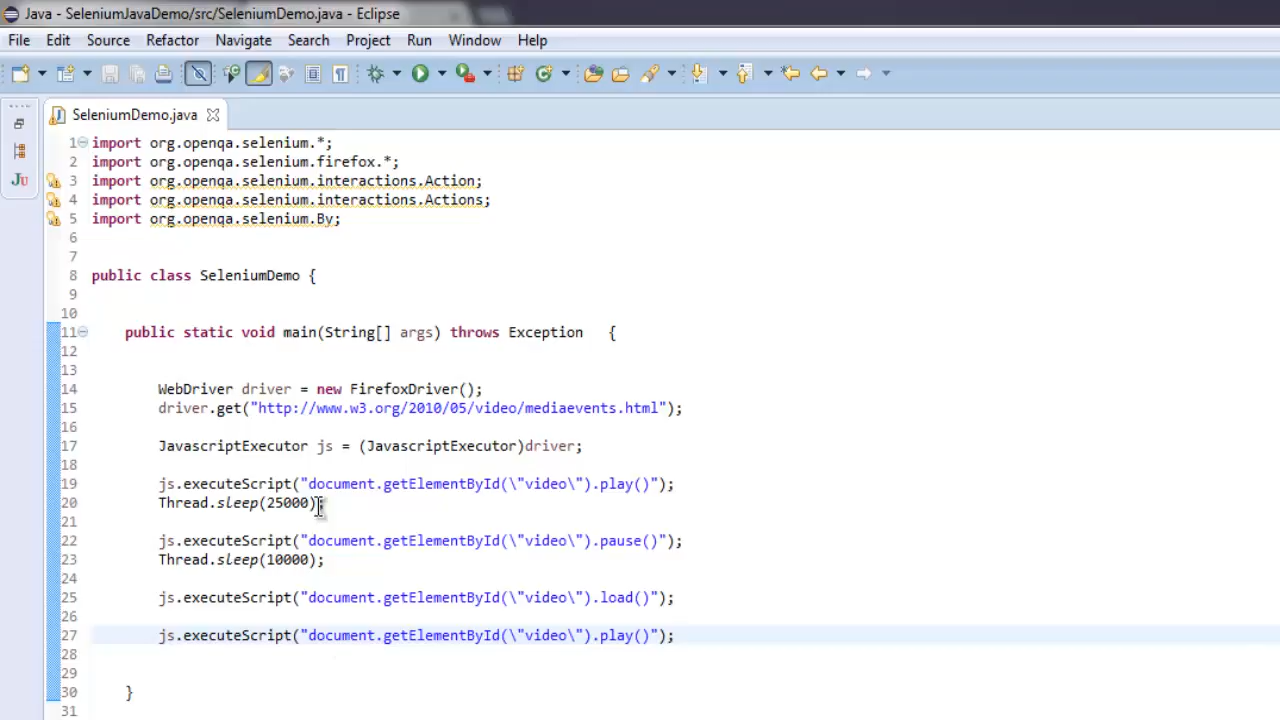 Java - SeleniumJavaDemo/src/SeleniumDemo.java - Eclipse
File Edit Source Refactor Navigate Search Project Run Window Help
SeleniumDemo.java
JU
1 import org.openqa.selenium.*;
2 import org.openqa.selenium.firefox.*;
3 import org.openqa.selenium.interactions.Action;
4 import org.openqa.selenium.interactions.Actions;
5 import org.openqa.selenium.By;
6
7
8 public class SeleniumDemo {
9
10
11 public static void main(String[] args) throws Exception {
12
13
14 WebDriver driver = new FirefoxDriver();
15 driver.get("http://www.w3.org/2010/05/video/mediaevents.html");
16
17 JavascriptExecutor js = (JavascriptExecutor)driver;
18
19 js.executeScript("document.getElementById(\"video\").play()");
20 Thread.sleep(25000);
21
22 js.executeScript("document.getElementById(\"video\").pause()");
23 Thread.sleep(10000);
24
25 js.executeScript("document.getElementById(\"video\").load()");
26
27 js.executeScript("document.getElementById(\"video\").play()");
28
29
30 }
31